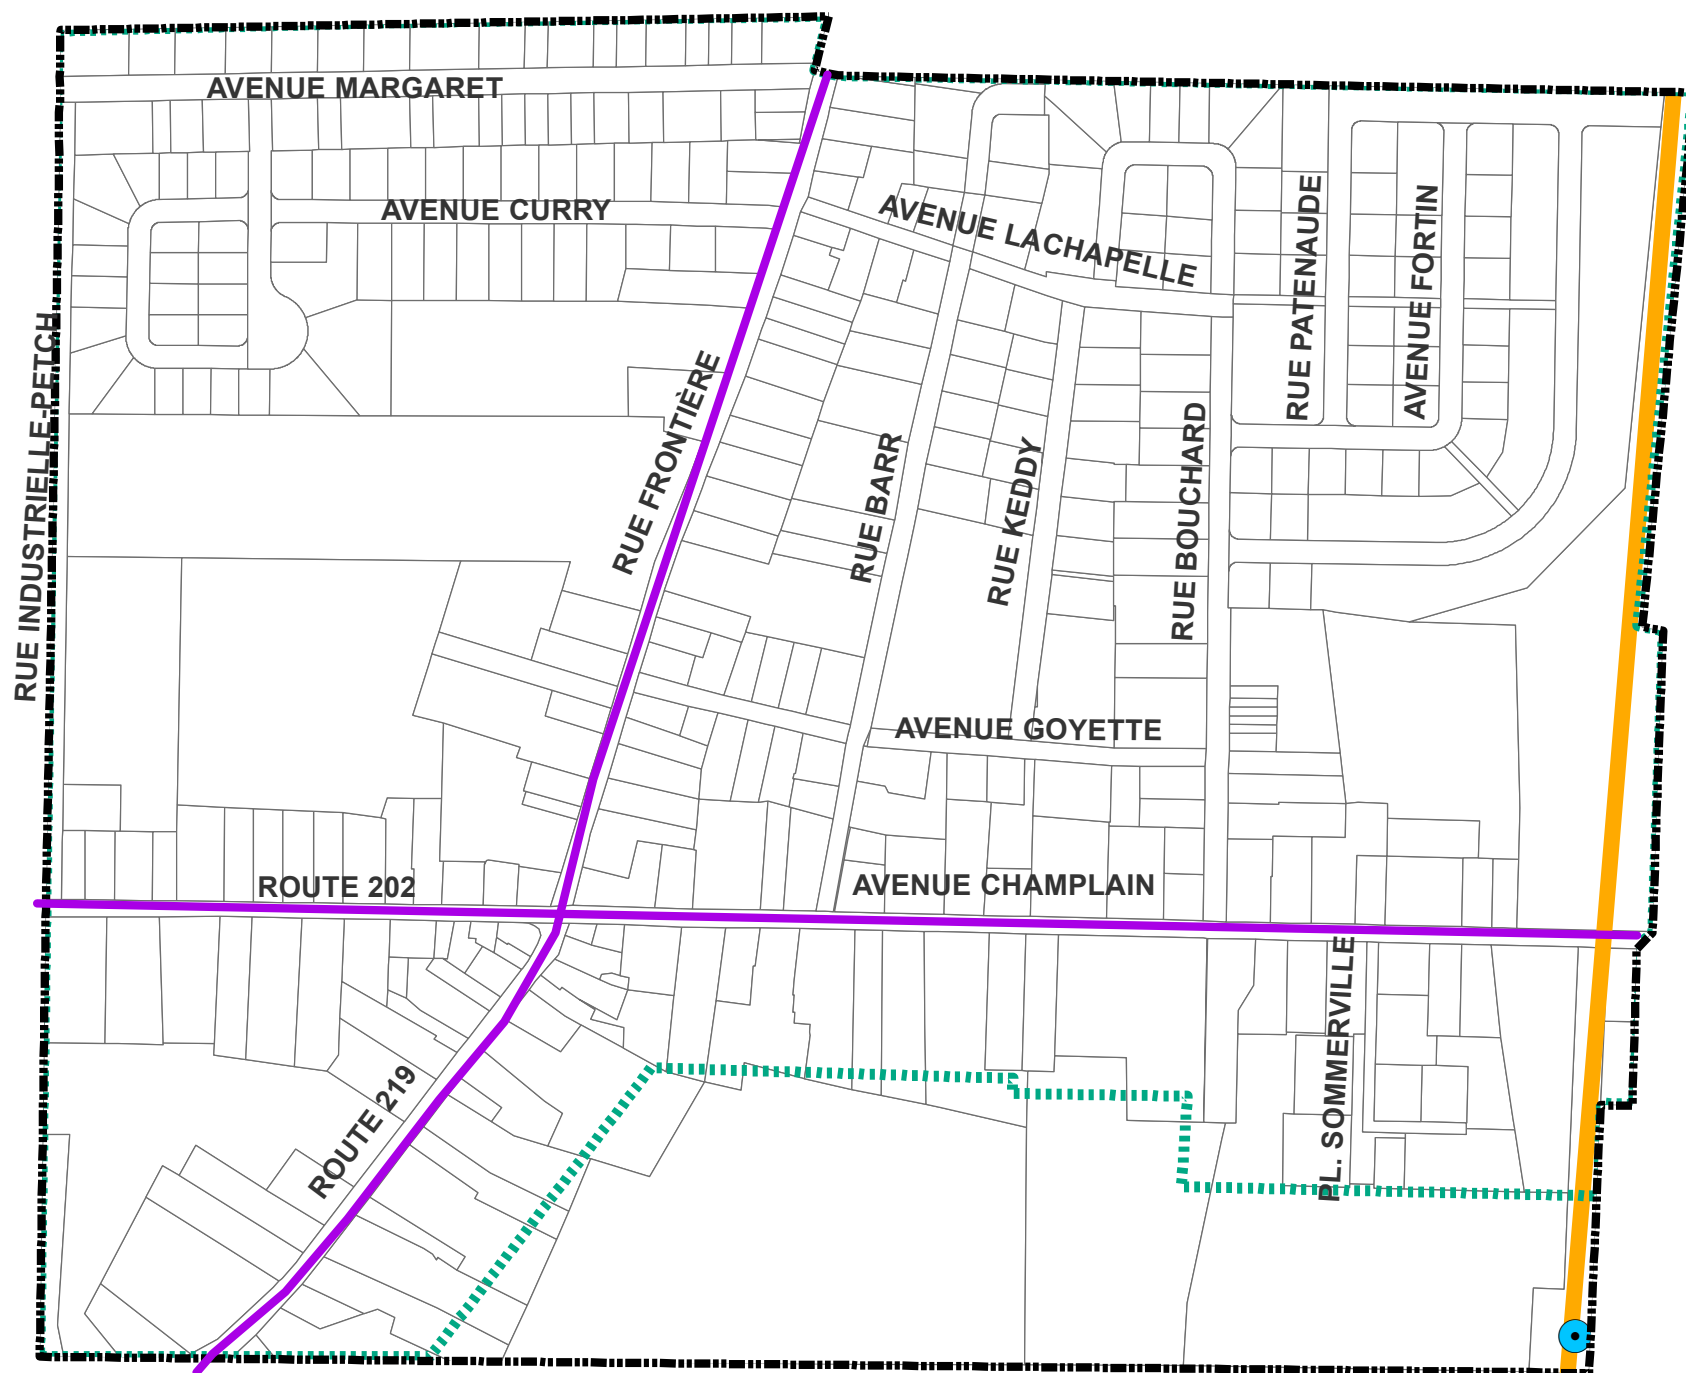 AVENUE MARGARET
AVENUE CURRY
AVENUE LACHAPELLE
RUE PATENAUDE
AVENUE FORTIN
RUE INDUSTRIELLE-PETCH
RUE FRONTIÈRE
RUE BARR
RUE KEDDY
RUE BOUCHARD
AVENUE GOYETTE
ROUTE 202
AVENUE CHAMPLAIN
PL. SOMMERVILLE
ROUTE 219